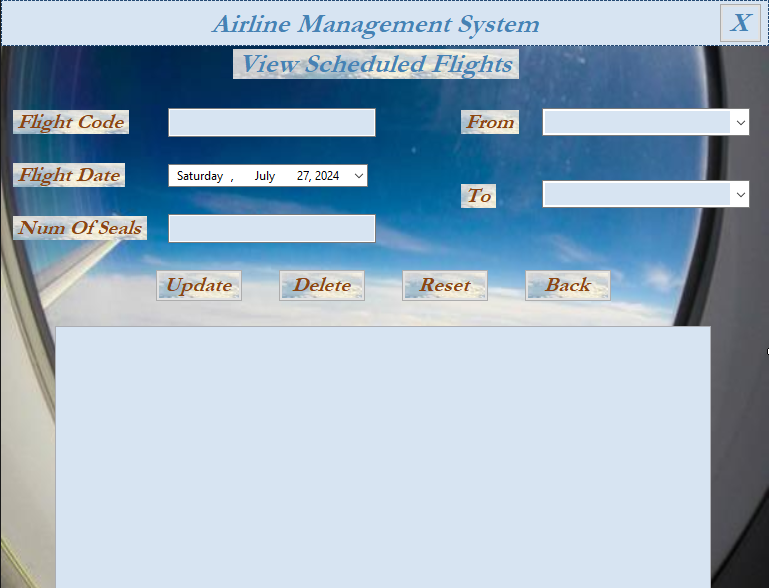 Airline Management System
X
View Scheduled Flights
Flight Code
From
Flight Date
Saturday , July 27, 2024
To
Num Of Seals
Update
Delete
Reset
Back